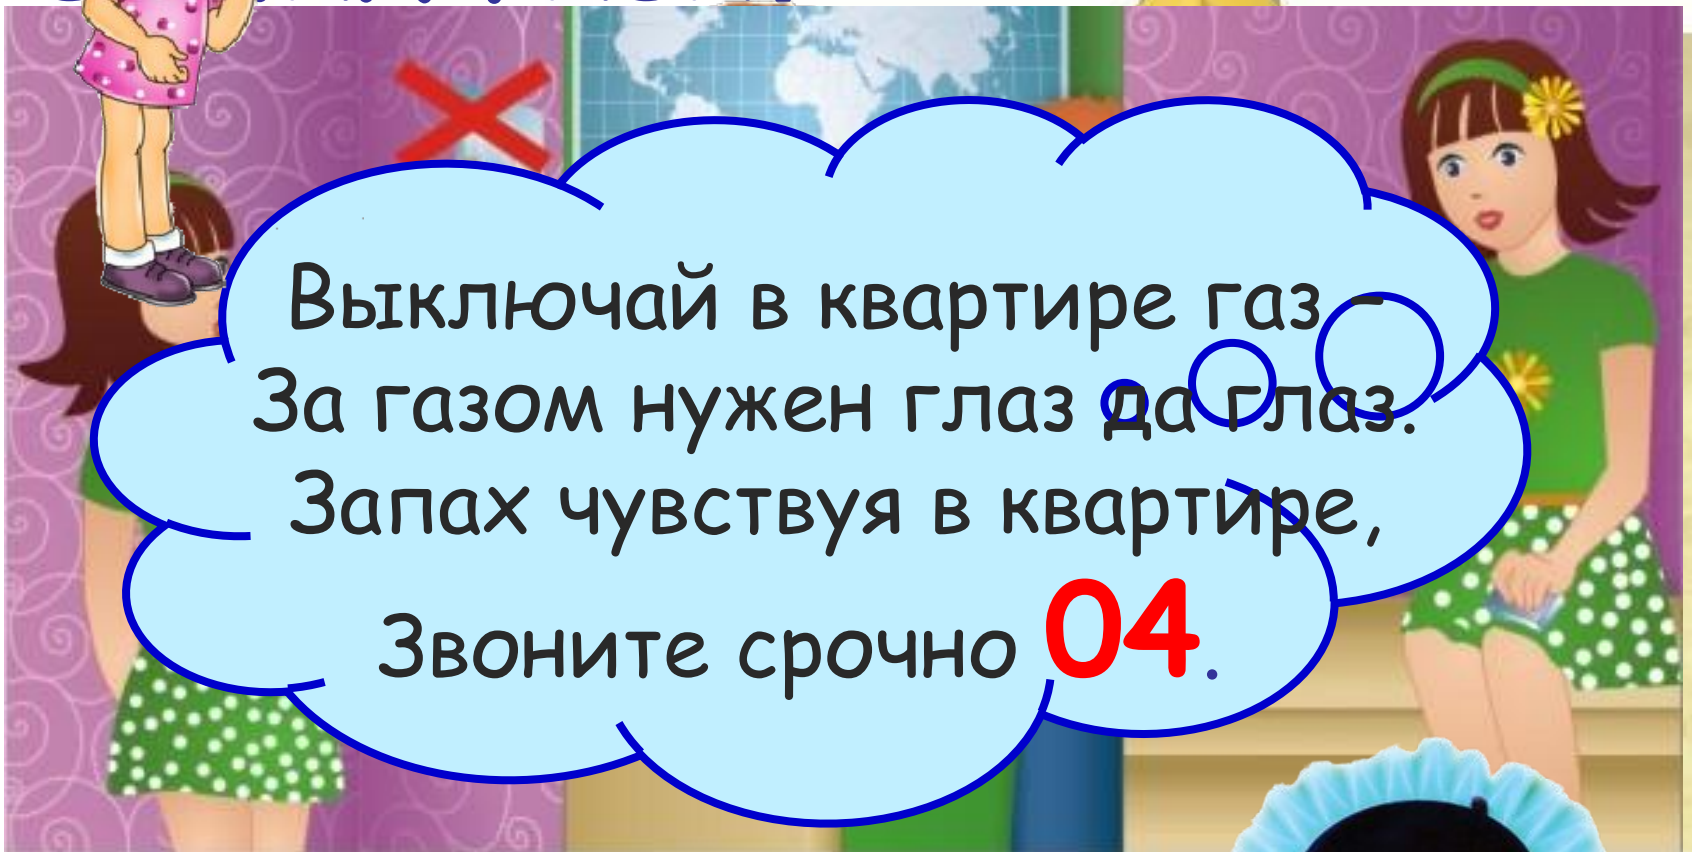 Выключай в квартире газ –
За газом нужен глаз да глаз.
Запах чувствуя в квартире,
Звоните срочно 04.